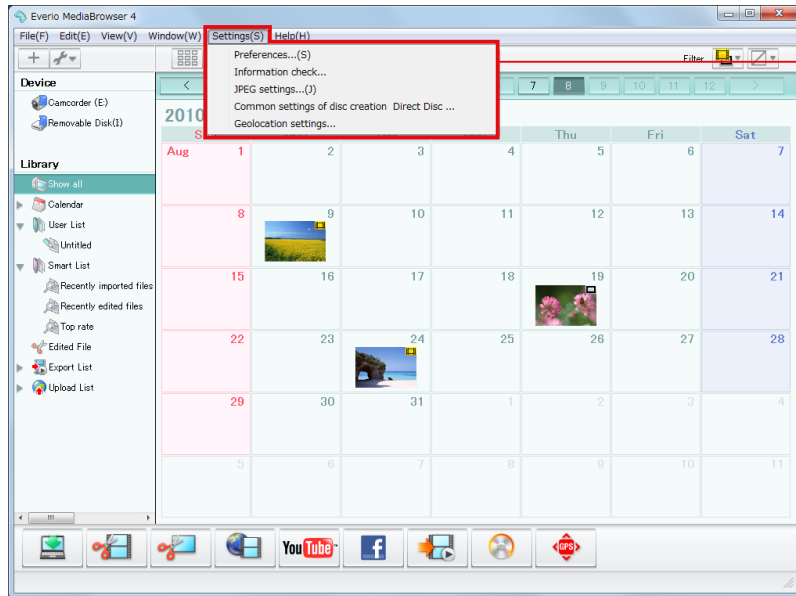 Everio MediaBrowser 4
File(F) Edit(E) View(V) Window(W) Settings(S) Help(H)
Preferences...(S)
Information check...
JPEG settings...(J)
Common settings of disc creation Direct Disc ...
Geolocation settings...
Filter
Device
Camcorder (E:)
Removable Disk(I)
Library
Show all
Calendar
User List
Untitled
Smart List
Recently imported files
Recently edited files
Top rate
Edited File
Export List
Upload List
< 7 8 9 10 11 12 >
2010
Thu Fri Sat
Aug 1 2 3 4 5 6 7
8 9 10 11 12 13 14
15 16 17 18 19 20 21
22 23 24 25 26 27 28
29 30 31 1 2 3 4
5 6 7 8 9 10 11
YouTube f GPS